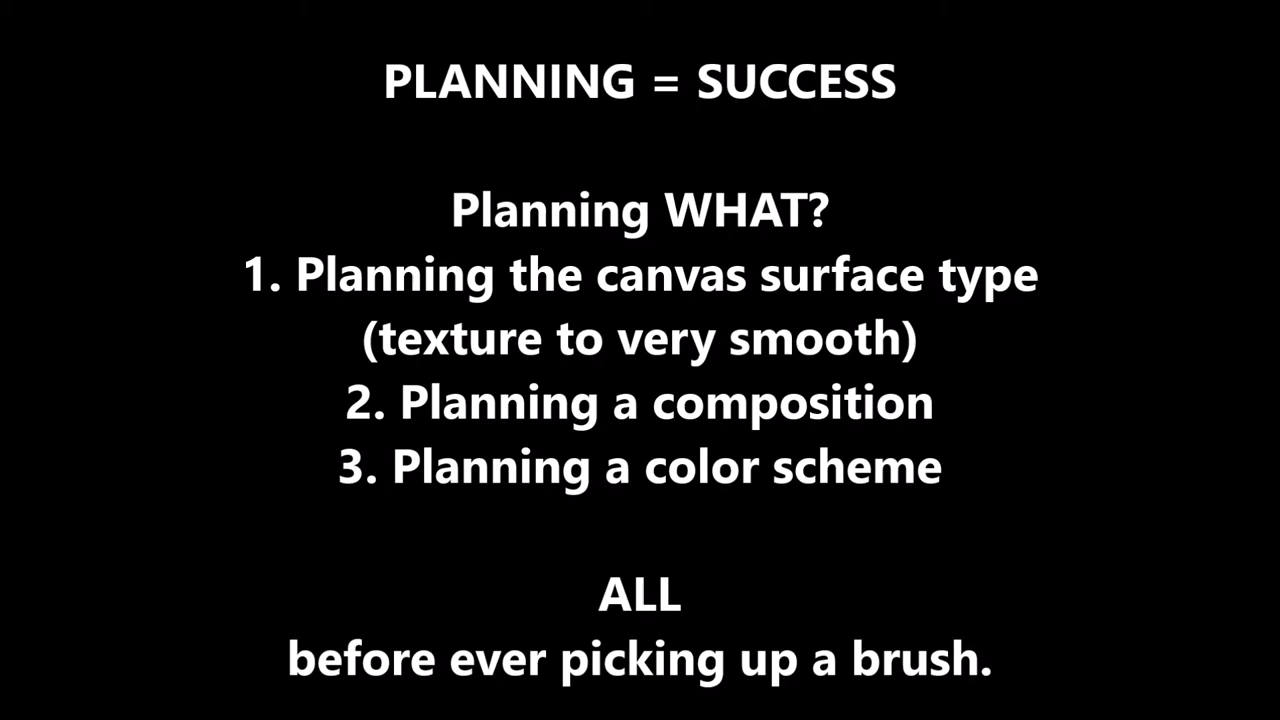 PLANNING = SUCCESS
Planning WHAT?
1. Planning the canvas surface type
(texture to very smooth)
2. Planning a composition
3. Planning a color scheme
ALL
before ever picking up a brush.